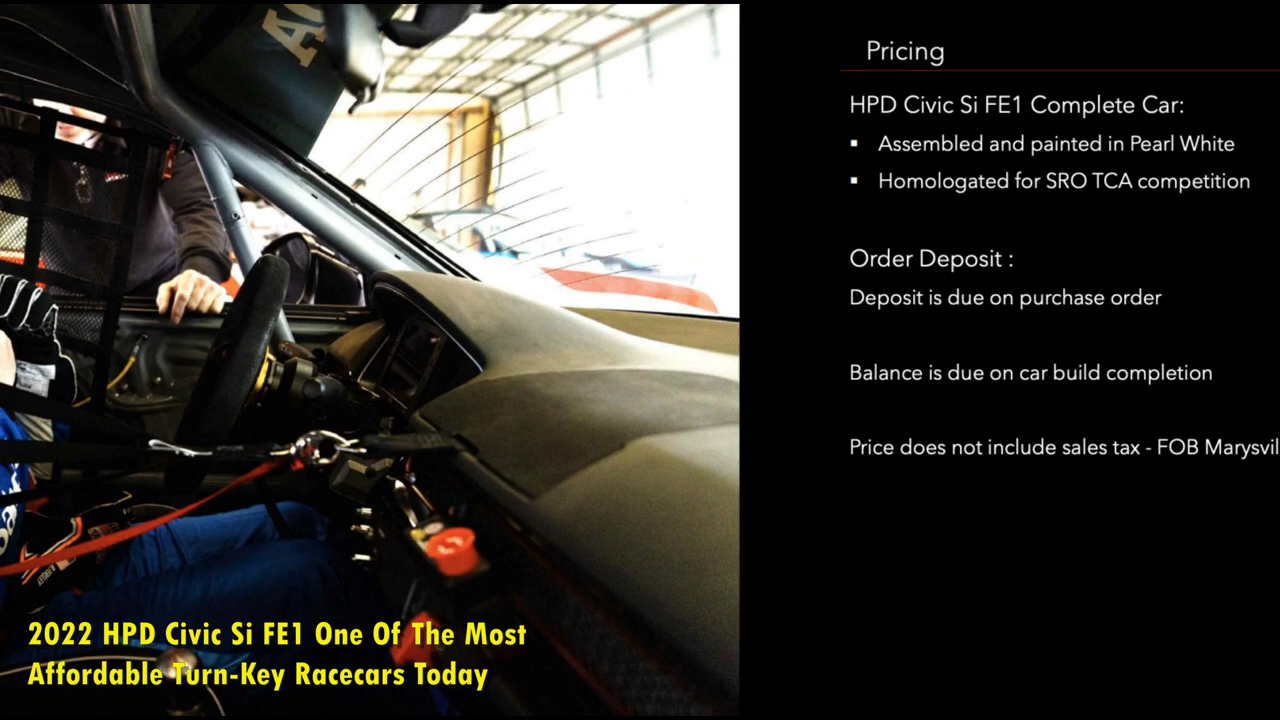 Pricing
HPD Civic Si FE1 Complete Car:
▪ Assembled and painted in Pearl White
▪ Homologated for SRO TCA competition
Order Deposit :
Deposit is due on purchase order
Balance is due on car build completion
Price does not include sales tax - FOB
2022 HPD Civic Si FE1 One Of The Most
Affordable Turn-Key Racecars Today